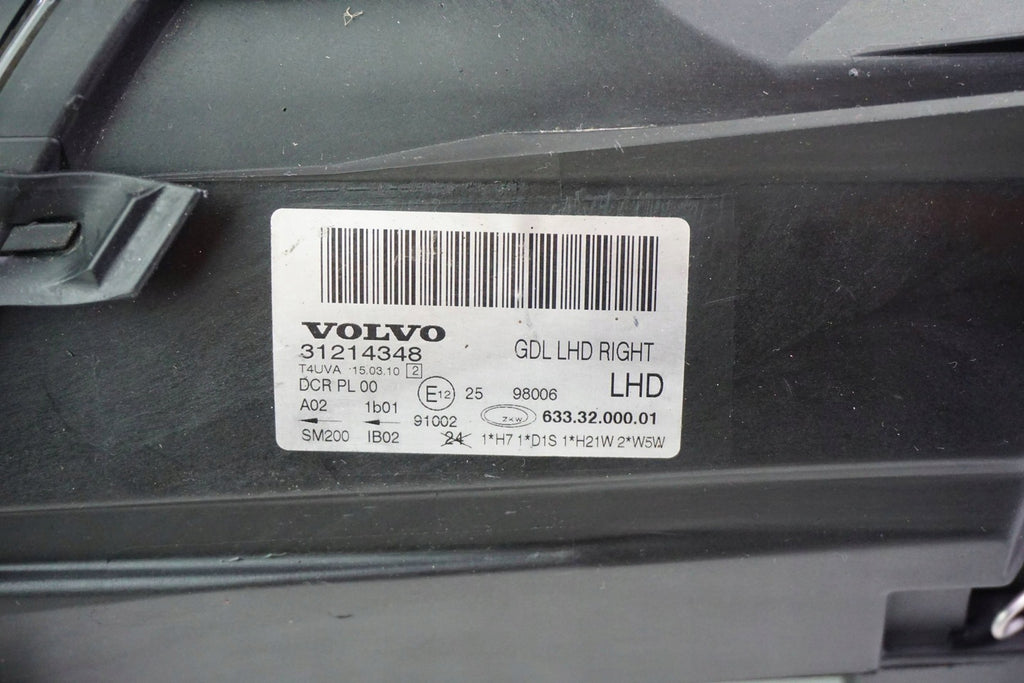 VOLVO
31214348
GDL LHD RIGHT
T4UVA 15.03.10 2
DCR PL 00
LHD
E12 25 98006
A02 1b01
91002 ZKW 633.32.000.01
SM200 IB02 24 1*H7 1*D1S 1*H21W 2*W5W